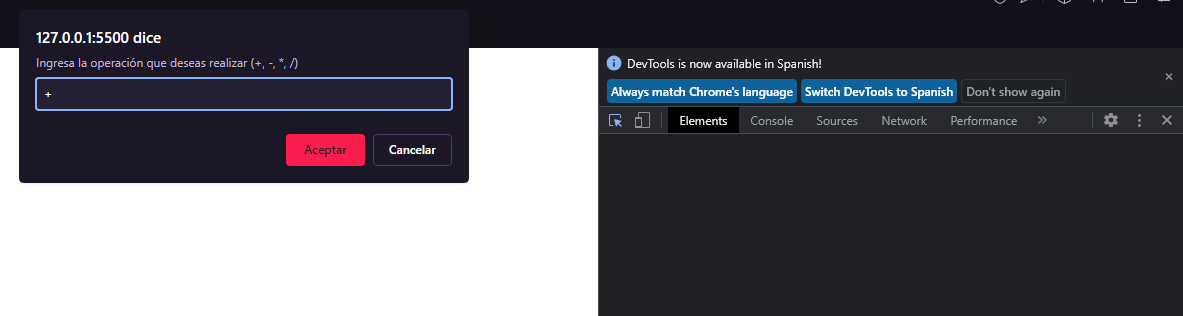 127.0.0.1:5500 dice
Ingresa la operación que deseas realizar (+, -, *, /)
+
Aceptar Cancelar
DevTools is now available in Spanish!
Always match Chrome's language Switch DevTools to Spanish Don't show again
Elements Console Sources Network Performance